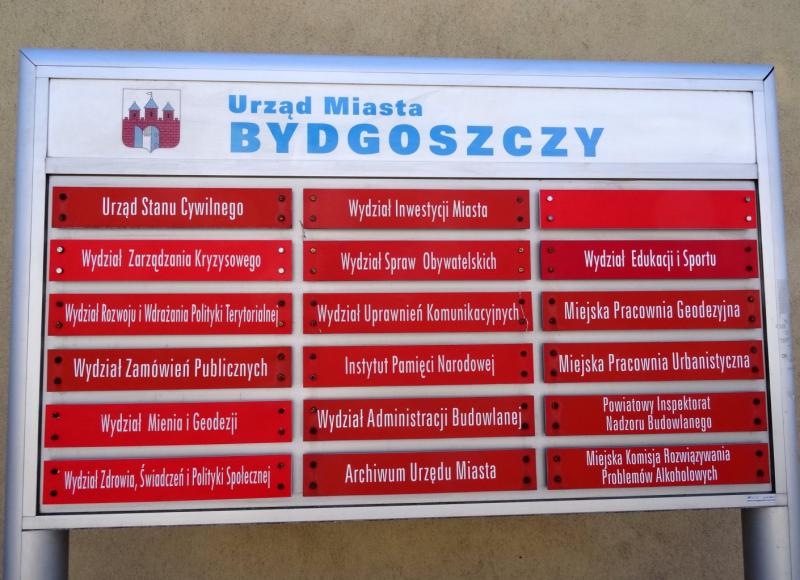 Urząd Miasta
BYDGOSZCZY
Urząd Stanu Cywilnego
Wydział Zarządzania Kryzysowego
Wydział Rozwoju i Wdrażania Polityki Terytorialnej
Wydział Zamówień Publicznych
Wydział Mienia i Geodezji
Wydział Zdrowia, Świadczeń i Polityki Społecznej
Wydział Inwestycji Miasta
Wydział Spraw Obywatelskich
Wydział Uprawnień Komunikacyjnych
Instytut Pamięci Narodowej
Wydział Administracji Budowlanej
Archiwum Urzędu Miasta
Wydział Edukacji i Sportu
Miejska Pracownia Geodezyjna
Miejska Pracownia Urbanistyczna
Powiatowy Inspektorat
Nadzoru Budowlanego
Miejska Komisja Rozwiązywania
Problemów Alkoholowych